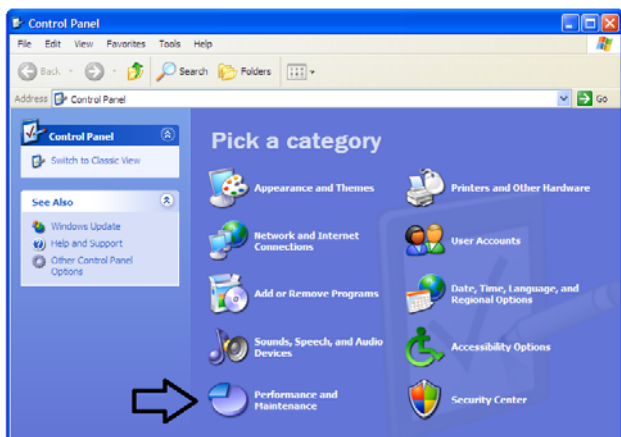 Control Panel
File Edit View Favorites Tools Help
Back Search Folders
Address Control Panel Go
Control Panel
Switch to Classic View
See Also
Windows Update
Help and Support
Other Control Panel
Options
Pick a category
Appearance and Themes
Printers and Other Hardware
Network and Internet
Connections
User Accounts
Add or Remove Programs
Date, Time, Language, and
Regional Options
Sounds, Speech, and Audio
Devices
Accessibility Options
Performance and
Maintenance
Security Center